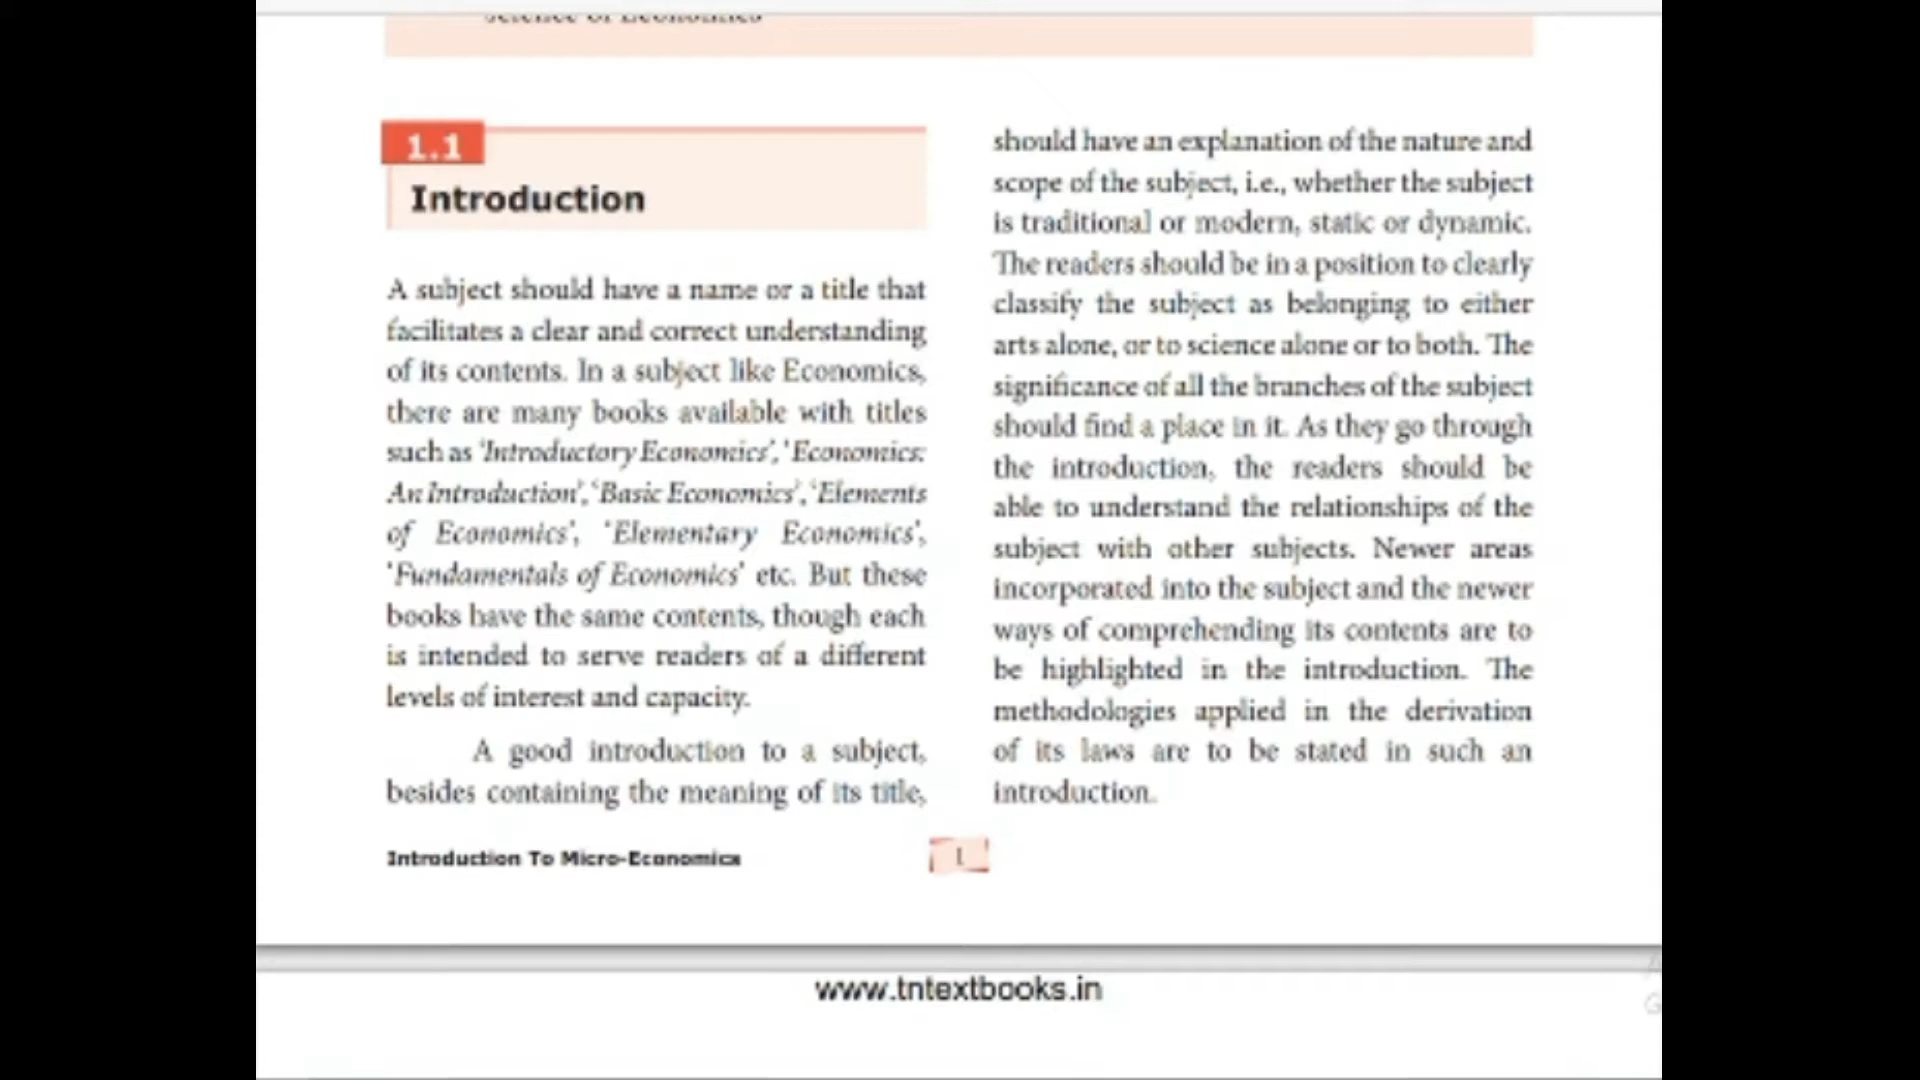 science of Economics
1.1
Introduction
A subject should have a name or a title that
facilitates a clear and correct understanding
of its contents. In a subject like Economics,
there are many books available with titles
such as 'Introductory Economics', 'Economics:
An Introduction', 'Basic Economics', 'Elements
of Economics', 'Elementary Economics',
'Fundamentals of Economics' etc. But these
books have the same contents, though each
is intended to serve readers of a different
levels of interest and capacity.
A good introduction to a subject,
besides containing the meaning of its title,
should have an explanation of the nature and
scope of the subject, i.e., whether the subject
is traditional or modern, static or dynamic.
The readers should be in a position to clearly
classify the subject as belonging to either
arts alone, or to science alone or to both. The
significance of all the branches of the subject
should find a place in it. As they go through
the introduction, the readers should be
able to understand the relationships of the
subject with other subjects. Newer areas
incorporated into the subject and the newer
ways of comprehending its contents are to
be highlighted in the introduction. The
methodologies applied in the derivation
of its laws are to be stated in such an
introduction.
Introduction To Micro-Economics
1
www.tntextbooks.in